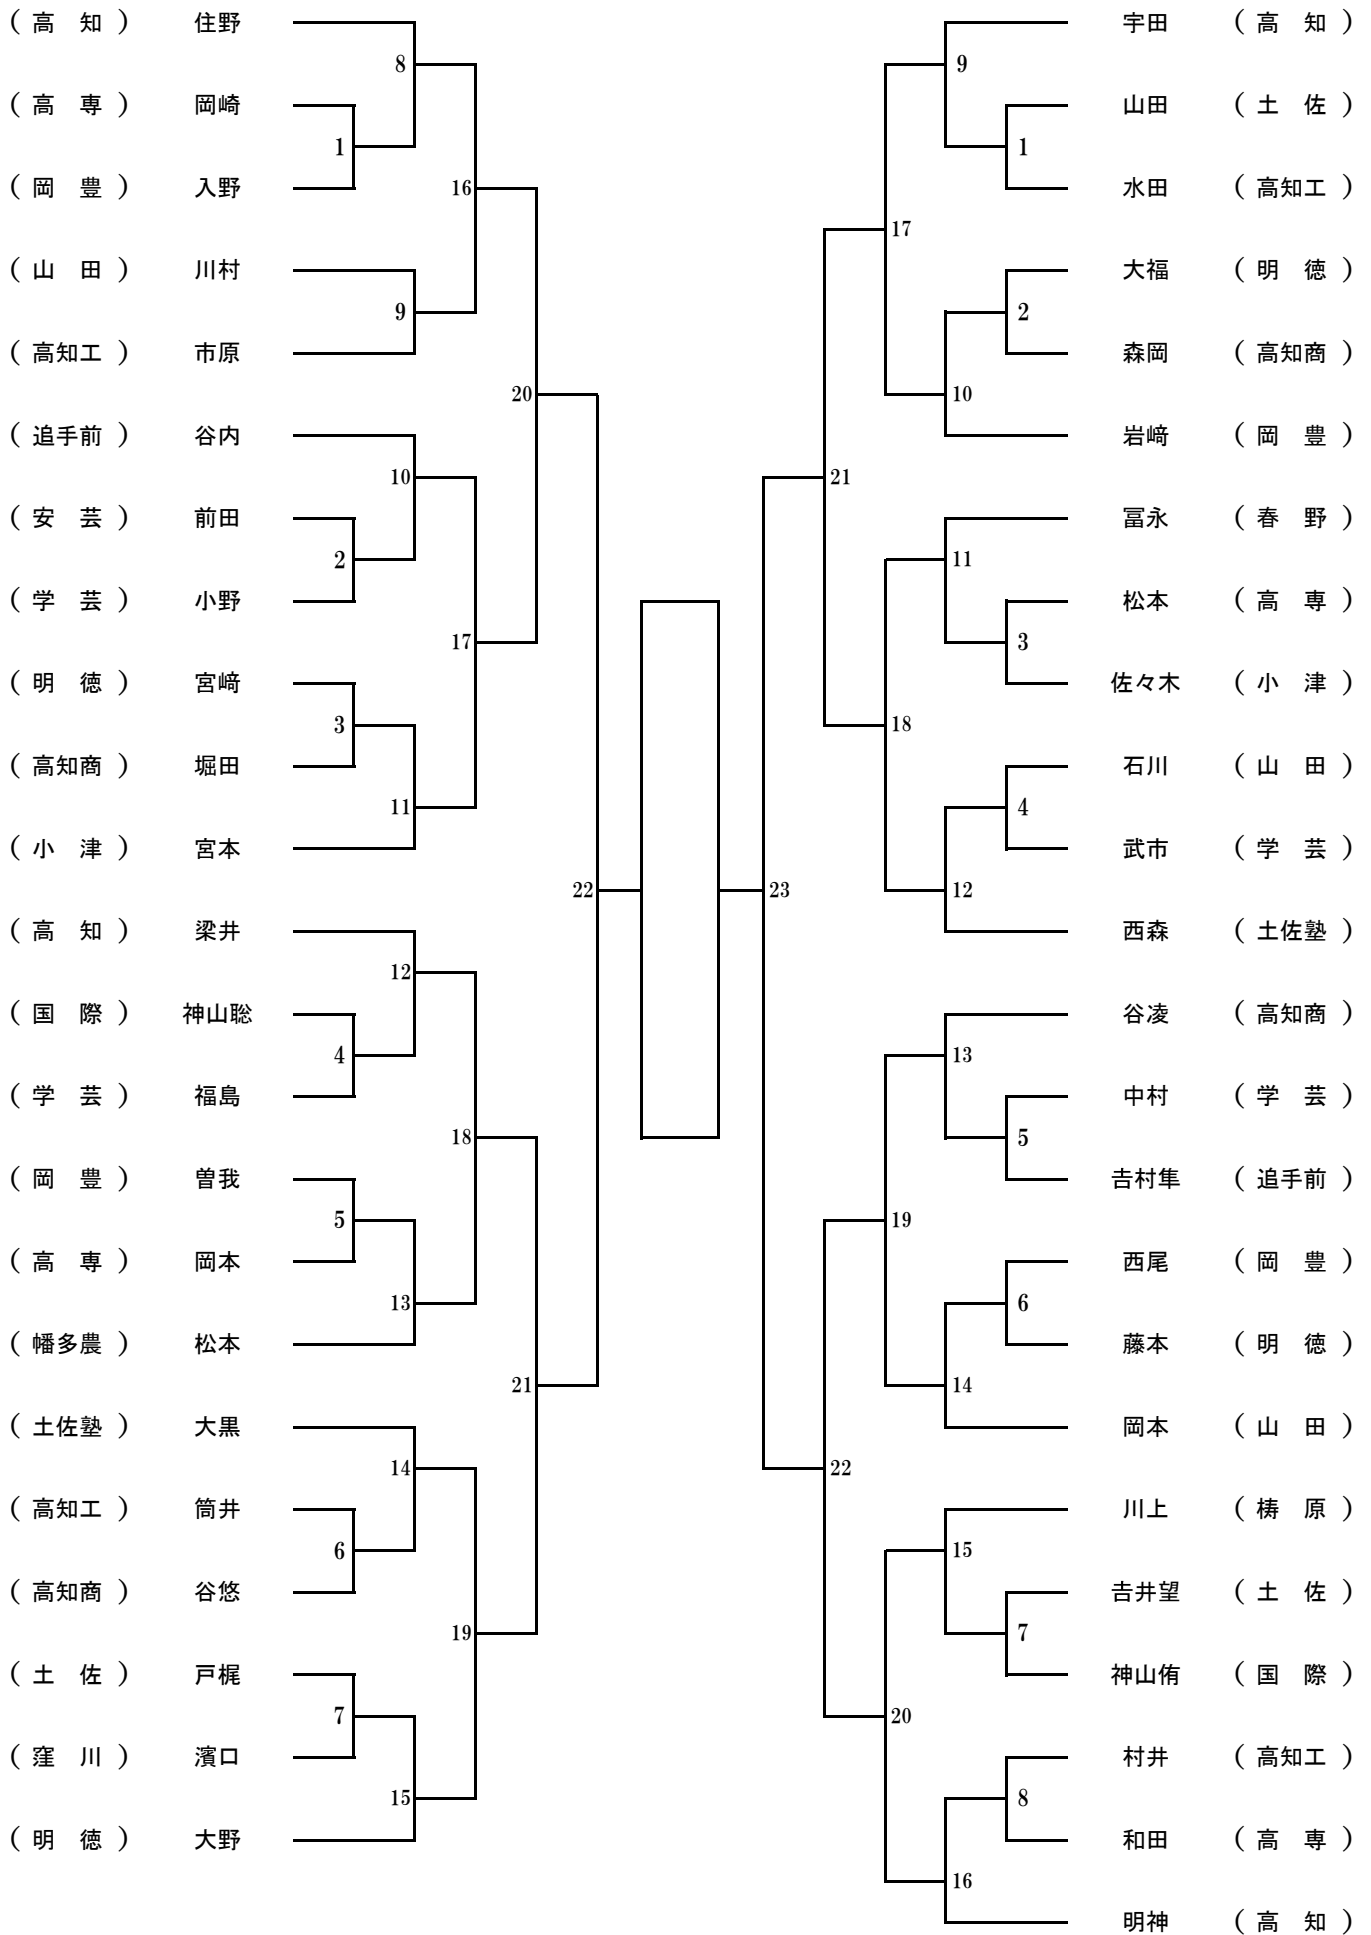 ( 高 知 ) 住野
( 高 専 ) 岡崎
( 岡 豊 ) 入野
( 山 田 ) 川村
( 高知工 ) 市原
( 追手前 ) 谷内
( 安 芸 ) 前田
( 学 芸 ) 小野
( 明 徳 ) 宮﨑
( 高知商 ) 堀田
( 小 津 ) 宮本
( 高 知 ) 梁井
( 国 際 ) 神山聡
( 学 芸 ) 福島
( 岡 豊 ) 曽我
( 高 専 ) 岡本
( 幡多農 ) 松本
( 土佐塾 ) 大黒
( 高知工 ) 筒井
( 高知商 ) 谷悠
( 土 佐 ) 戸梶
( 窪 川 ) 濱口
( 明 徳 ) 大野
8
1
16
9
20
10
2
17
3
11
22
12
4
18
5
13
21
14
6
19
7
15
9
1
17
2
10
21
11
3
18
4
12
23
13
5
19
6
14
22
15
7
20
8
16
宇田 ( 高 知 )
山田 ( 土 佐 )
水田 ( 高知工 )
大福 ( 明 徳 )
森岡 ( 高知商 )
岩﨑 ( 岡 豊 )
冨永 ( 春 野 )
松本 ( 高 専 )
佐々木 ( 小 津 )
石川 ( 山 田 )
武市 ( 学 芸 )
西森 ( 土佐塾 )
谷凌 ( 高知商 )
中村 ( 学 芸 )
𠮷村隼 ( 追手前 )
西尾 ( 岡 豊 )
藤本 ( 明 徳 )
岡本 ( 山 田 )
川上 ( 梼 原 )
𠮷井望 ( 土 佐 )
神山侑 ( 国 際 )
村井 ( 高知工 )
和田 ( 高 専 )
明神 ( 高 知 )